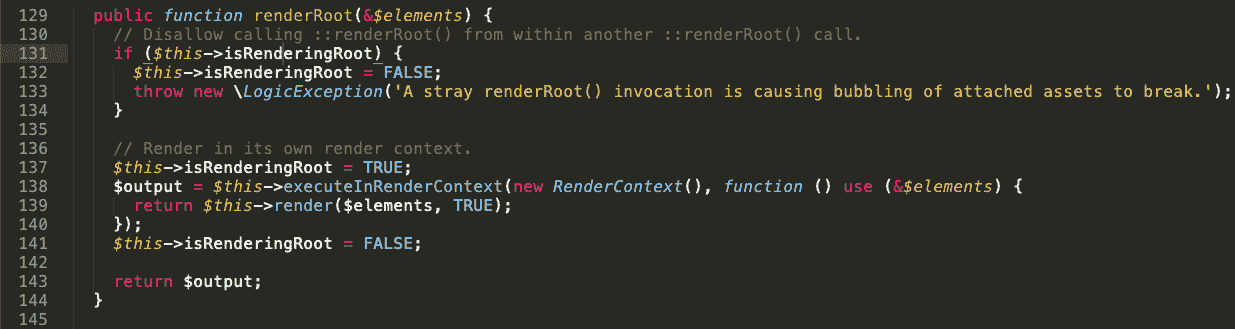 129 public function renderRoot(&$elements) {
130 // Disallow calling ::renderRoot() from within another ::renderRoot() call.
131 if ($this->isRenderingRoot) {
132 $this->isRenderingRoot = FALSE;
133 throw new \LogicException('A stray renderRoot() invocation is causing bubbling of attached assets to break.');
134 }
135
136 // Render in its own render context.
137 $this->isRenderingRoot = TRUE;
138 $output = $this->executeInRenderContext(new RenderContext(), function () use (&$elements) {
139 return $this->render($elements, TRUE);
140 });
141 $this->isRenderingRoot = FALSE;
142
143 return $output;
144 }
145